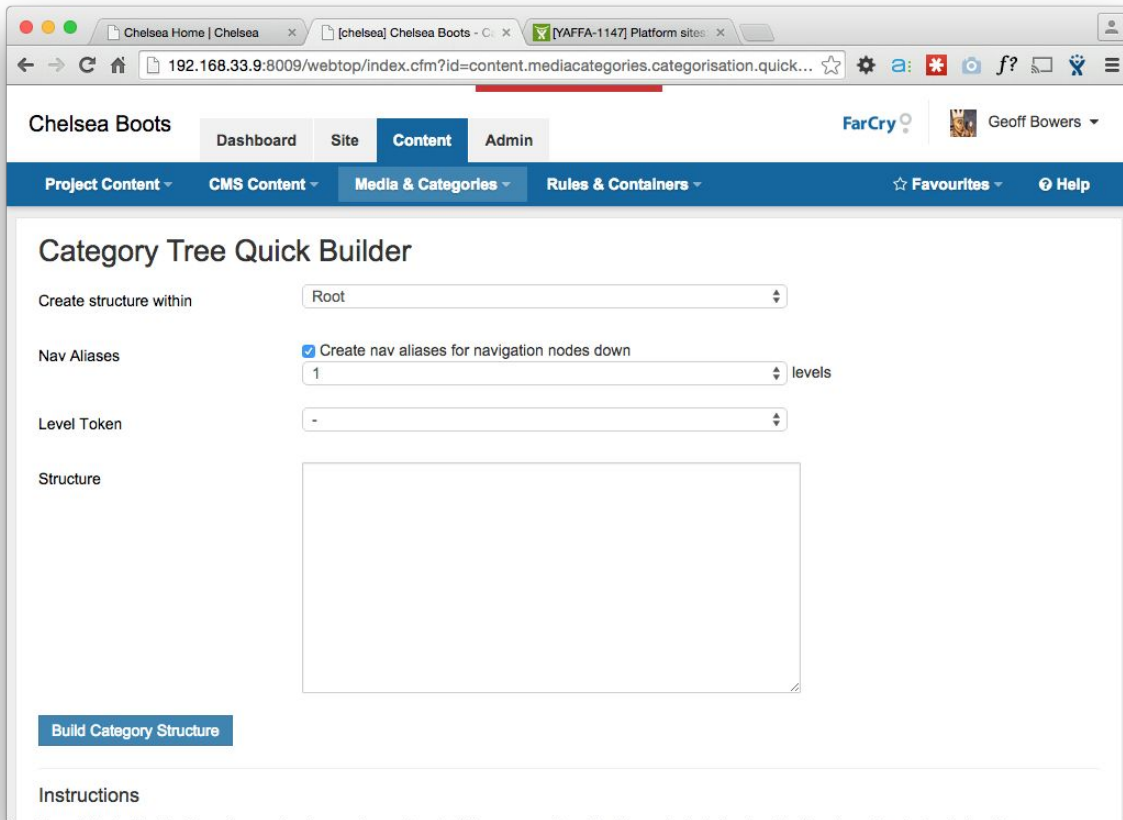 Chelsea Home | Chelsea
[chelsea] Chelsea Boots - C
[YAFFA-1147] Platform sites
192.168.33.9:8009/webtop/index.cfm?id=content.mediacategories.categorisation.quick...
a:
f?
Chelsea Boots
Dashboard
Site
Content
Admin
FarCry
Geoff Bowers
Project Content
CMS Content
Media & Categories
Rules & Containers
Favourites
Help
Category Tree Quick Builder
Create structure within
Root
Nav Aliases
Create nav aliases for navigation nodes down
1
levels
Level Token
-
Structure
Build Category Structure
Instructions